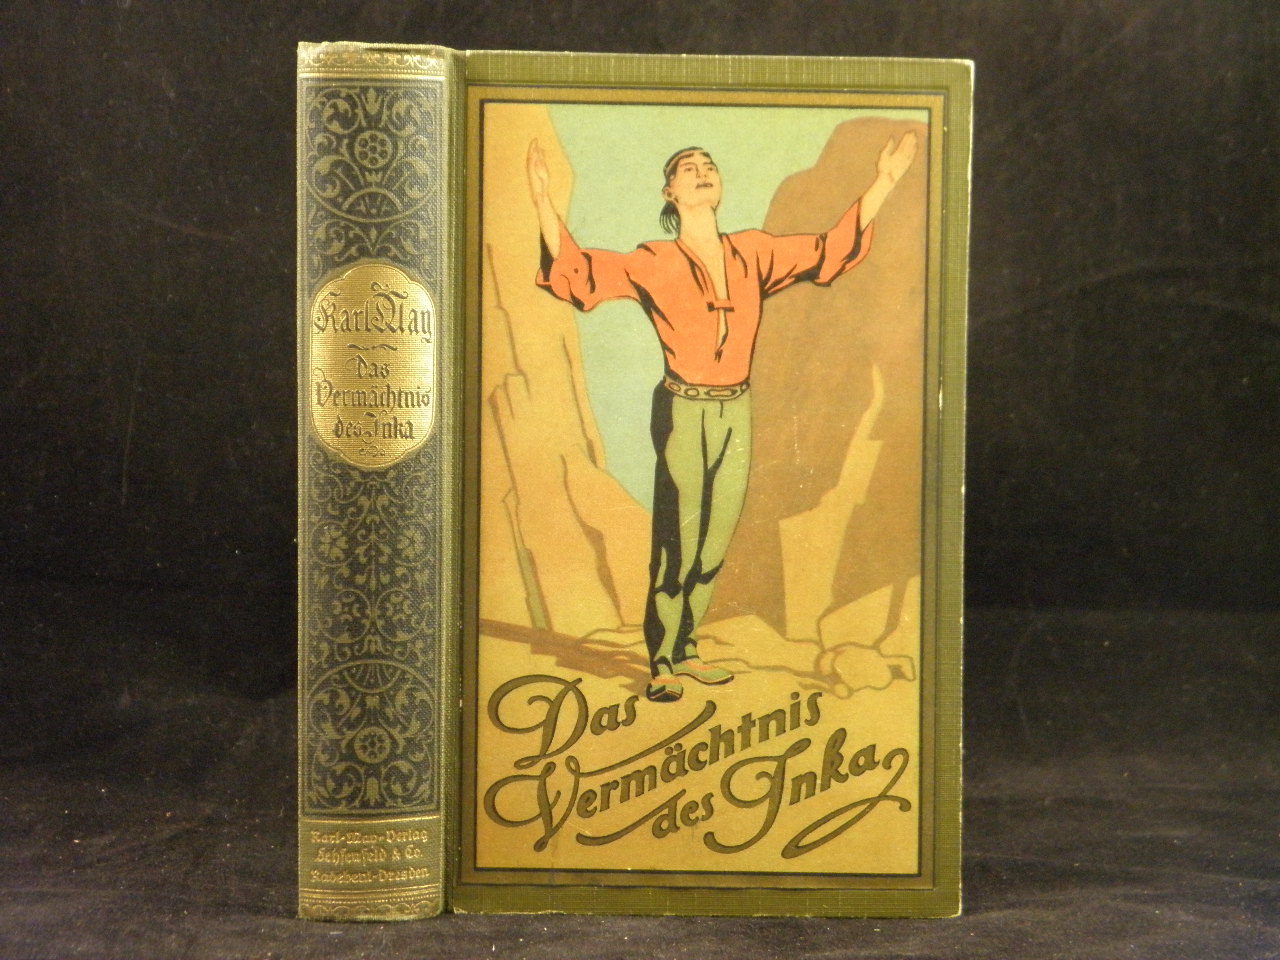 Karl May
Das
Vermächtnis
des Inka
Karl-May-Verlag
Fehsenfeld & Co.
Radebeul-Dresden
Das
Vermächtnis
des Inka